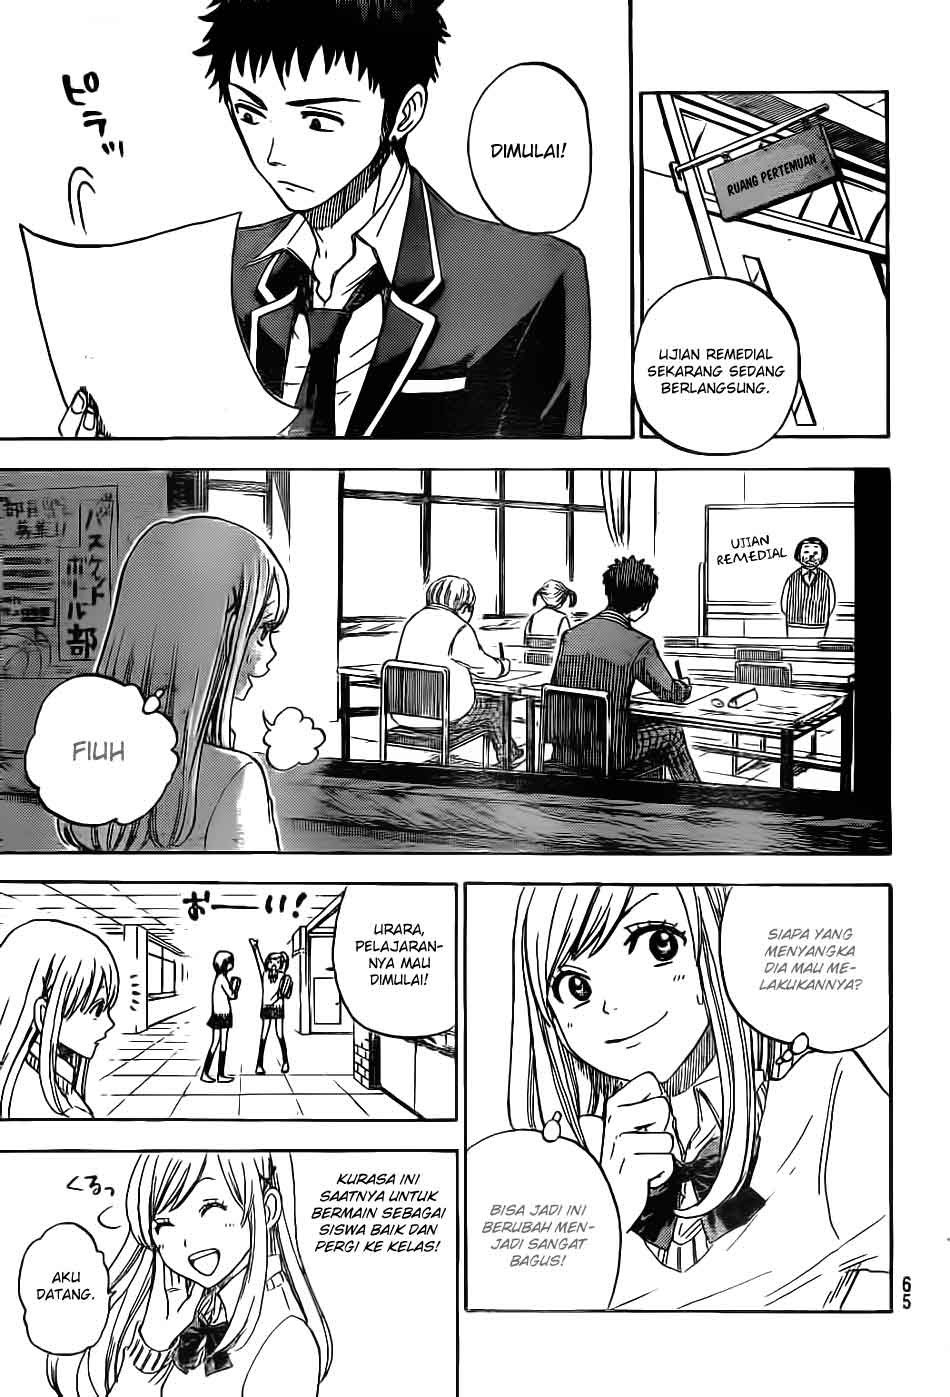 RUANG PERTEMUAN
UJIAN REMEDIAL
SEKARANG SEDANG
BERLANGSUNG.
DIMULAI!
ピラッ
UJIAN
REMEDIAL
バスケット
ボール部
部員
募集!!
FIUH
SIAPA YANG
MENYANGKA
DIA MAU ME-
LAKUKANNYA?
BISA JADI INI
BERUBAH MEN-
JADI SANGAT
BAGUS!
おーい!
URARA,
PELAJARAN-
NYA MAU
DIMULAI!
KURASA INI
SAATNYA UNTUK
BERMAIN SEBAGAI
SISWA BAIK DAN
PERGI KE KELAS!
くるっ
AKU
DATANG.
65